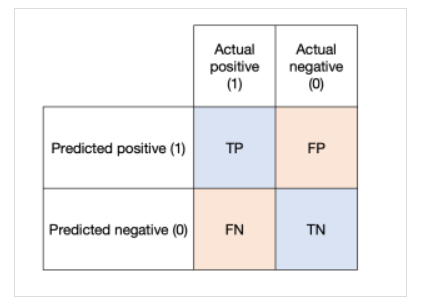 Actual
positive
(1)
Actual
negative
(0)
Predicted positive (1)
TP
FP
Predicted negative (0)
FN
TN